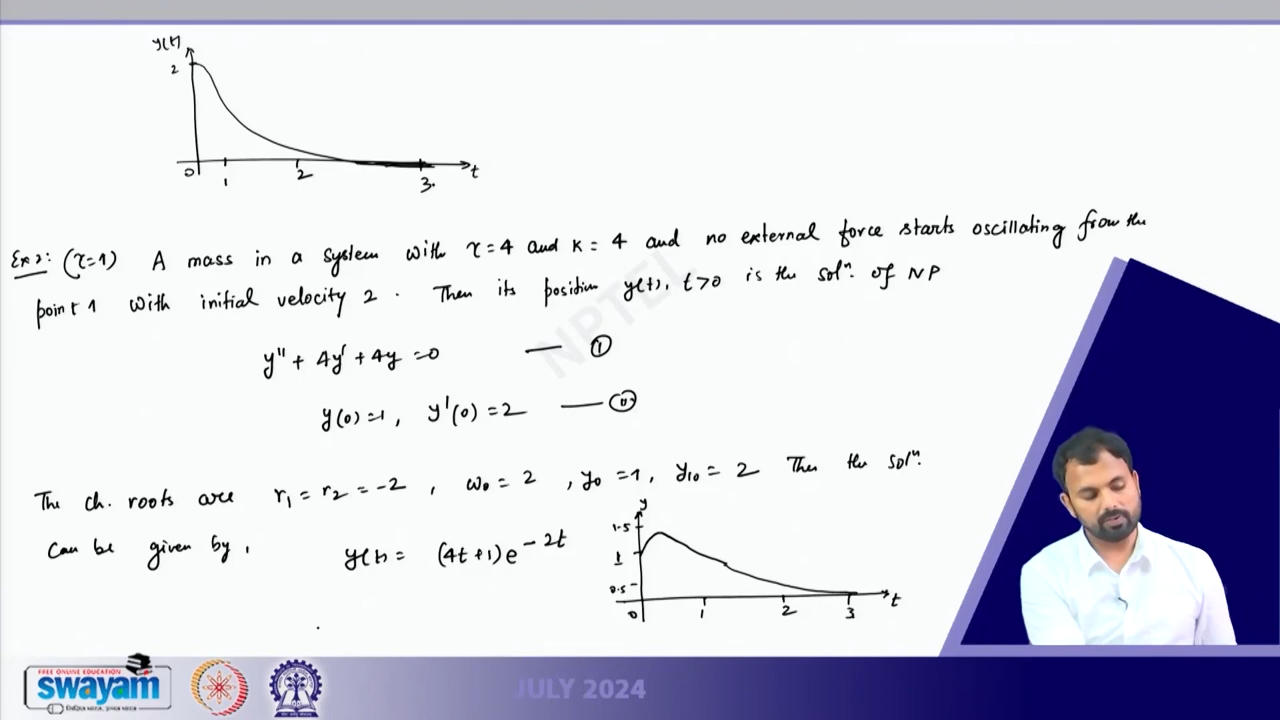 y(t)
2
0 1 2 3. t
Ex 2: (τ=1) A mass in a system with τ=4 and K=4 and no external force starts oscillating from the
point 1 with initial velocity 2. Then its position y(t), t>0 is the solⁿ. of NP
y'' + 4y' + 4y = 0 — ①
y(0)=1, y'(0)=2 — ⑪
The ch. roots are r₁ = r₂ = -2, ω₀ = 2, y₀ = 1, y₁₀ = 2 Then the solⁿ.
can be given by, y(t) = (4t+1)e^{-2t}
y
1.5
1
0.5
0 1 2 3 t
NPTEL
FREE ONLINE EDUCATION
swayam
JULY 2024